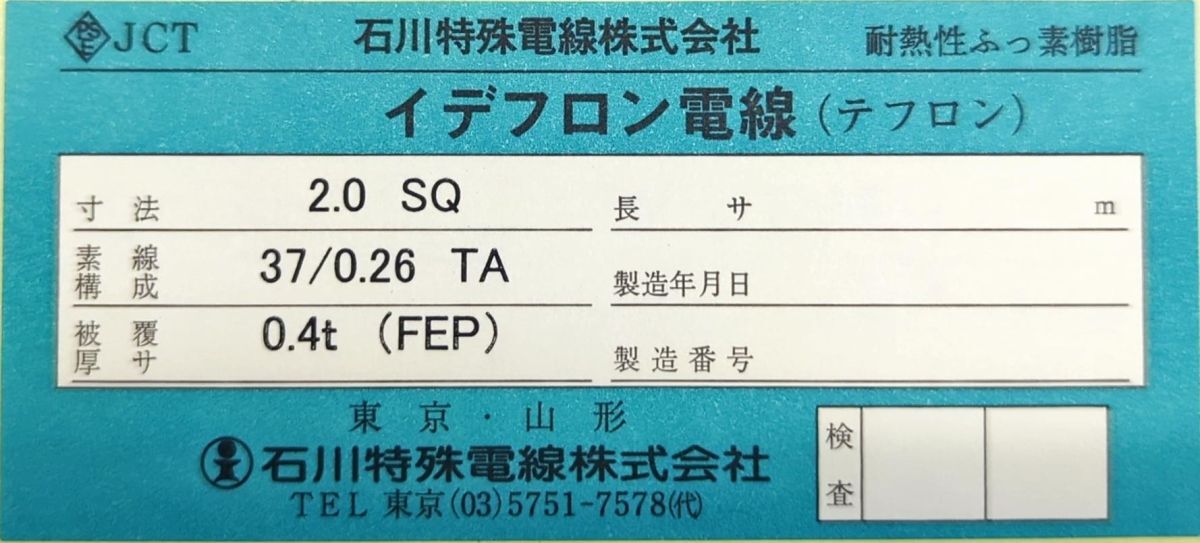 PSE JCT 石川特殊電線株式会社 耐熱性ふっ素樹脂
イデフロン電線(テフロン)
寸法 2.0 SQ 長サ m
素線構成 37/0.26 TA 製造年月日
被覆厚サ 0.4t (FEP) 製造番号
東京・山形
石川特殊電線株式会社
TEL 東京(03)5751-7578(代)
検査